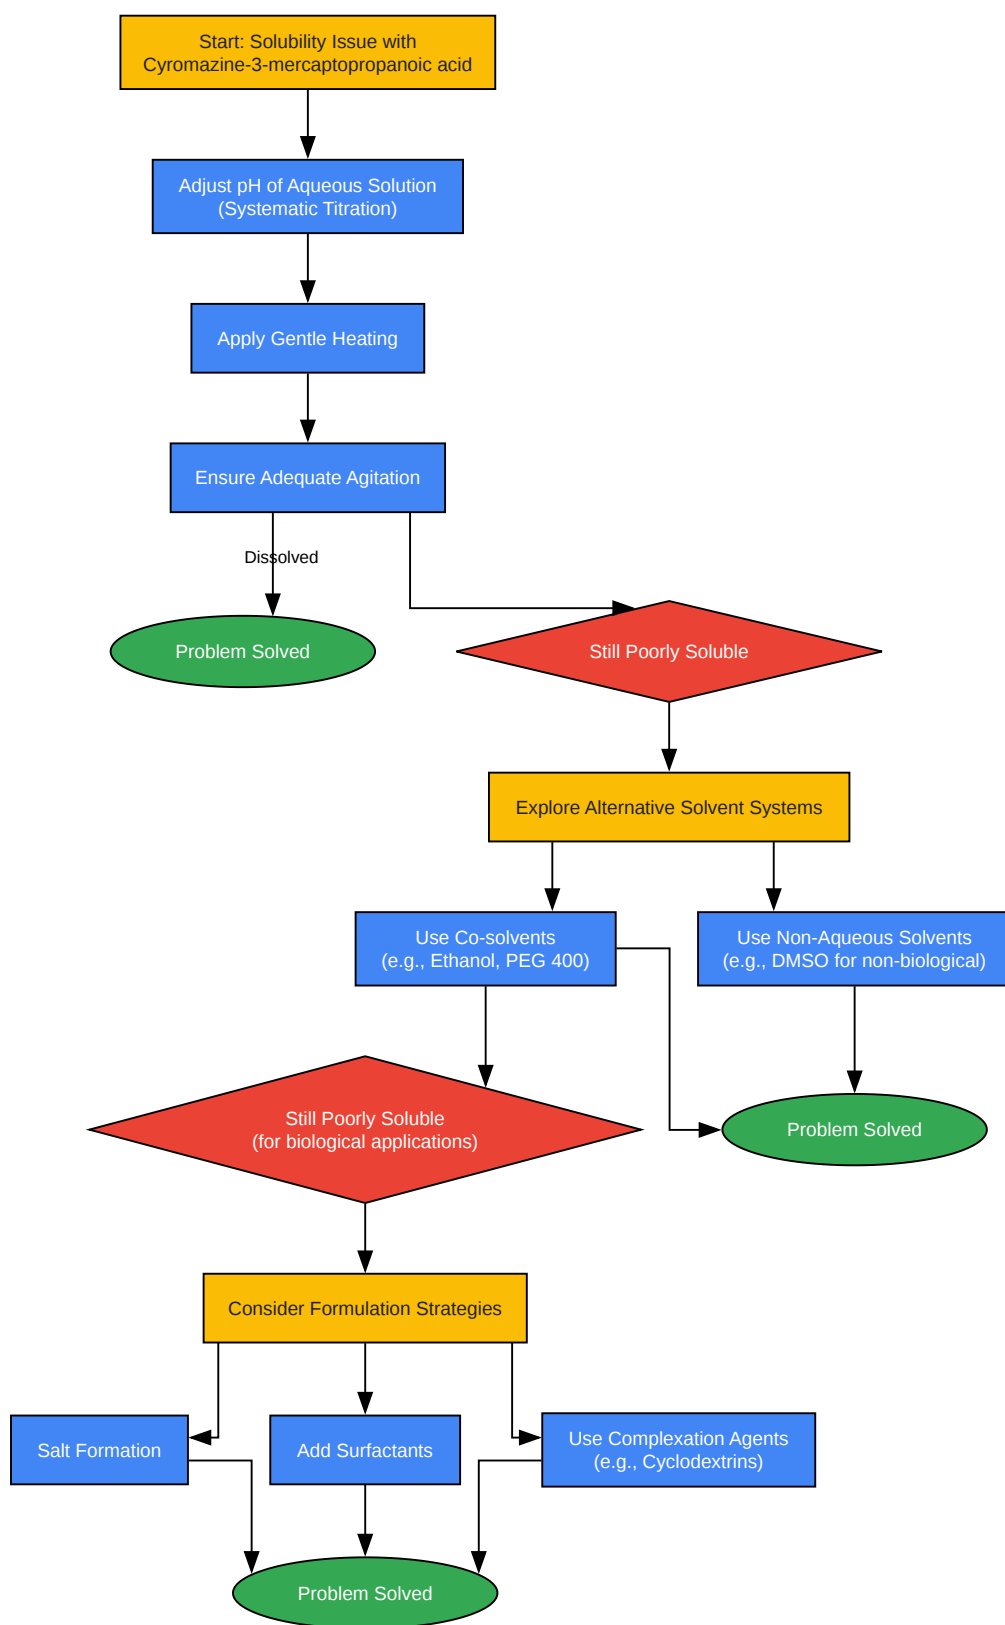 Start: Solubility Issue with
Cyromazine-3-mercaptopropanoic acid
Adjust pH of Aqueous Solution
(Systematic Titration)
Apply Gentle Heating
Ensure Adequate Agitation
Dissolved
Problem Solved
Still Poorly Soluble
Explore Alternative Solvent Systems
Use Co-solvents
(e.g., Ethanol, PEG 400)
Use Non-Aqueous Solvents
(e.g., DMSO for non-biological)
Still Poorly Soluble
(for biological applications)
Problem Solved
Consider Formulation Strategies
Salt Formation
Add Surfactants
Use Complexation Agents
(e.g., Cyclodextrins)
Problem Solved